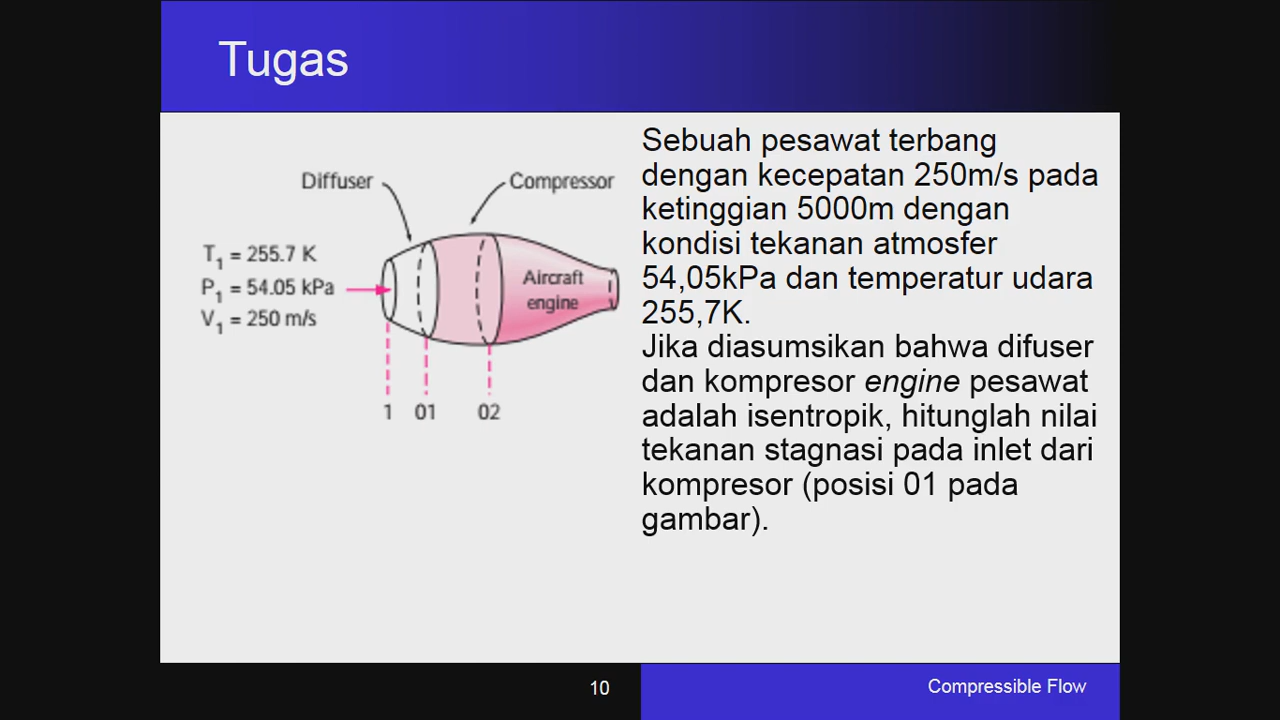 Tugas
Diffuser
Compressor
T1 = 255.7 K
P1 = 54.05 kPa
V1 = 250 m/s
Aircraft
engine
1
01
02
Sebuah pesawat terbang
dengan kecepatan 250m/s pada
ketinggian 5000m dengan
kondisi tekanan atmosfer
54,05kPa dan temperatur udara
255,7K.
Jika diasumsikan bahwa difuser
dan kompresor engine pesawat
adalah isentropik, hitunglah nilai
tekanan stagnasi pada inlet dari
kompresor (posisi 01 pada
gambar).
10
Compressible Flow